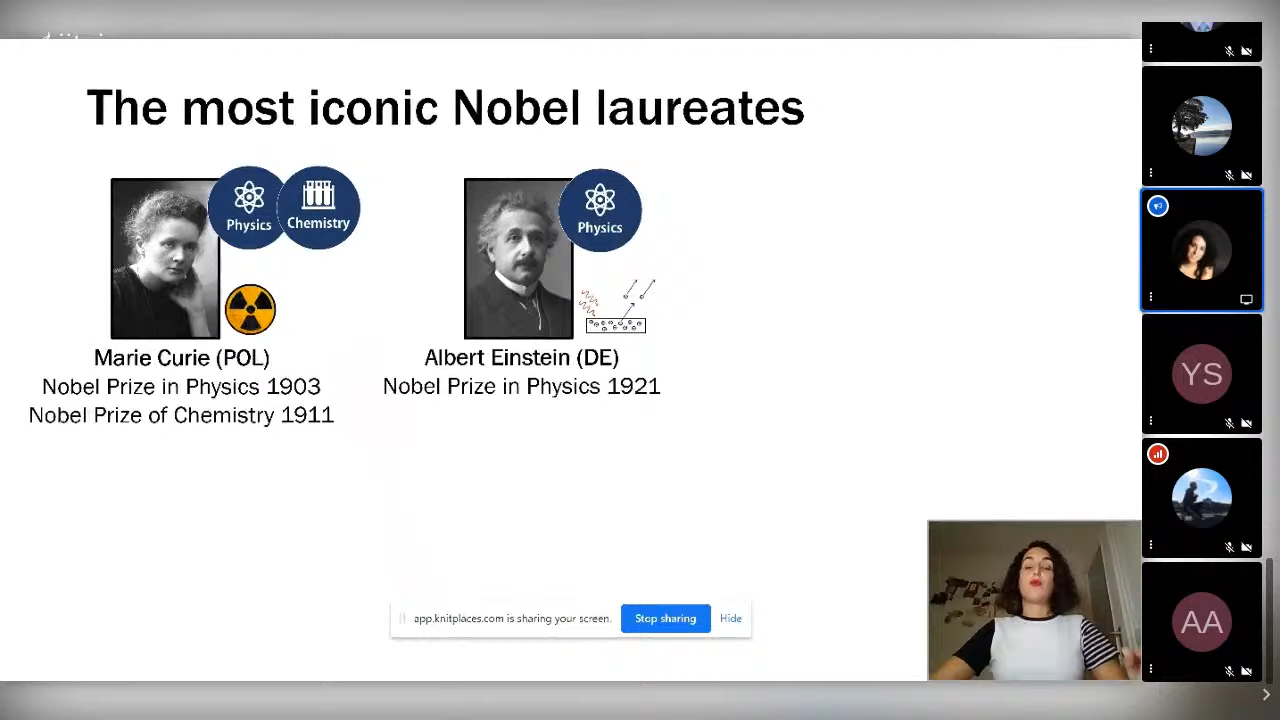 The most iconic Nobel laureates
Physics
Chemistry
Physics
Marie Curie (POL)
Nobel Prize in Physics 1903
Nobel Prize of Chemistry 1911
Albert Einstein (DE)
Nobel Prize in Physics 1921
app.knitplaces.com is sharing your screen.
Stop sharing
Hide
YS
AA